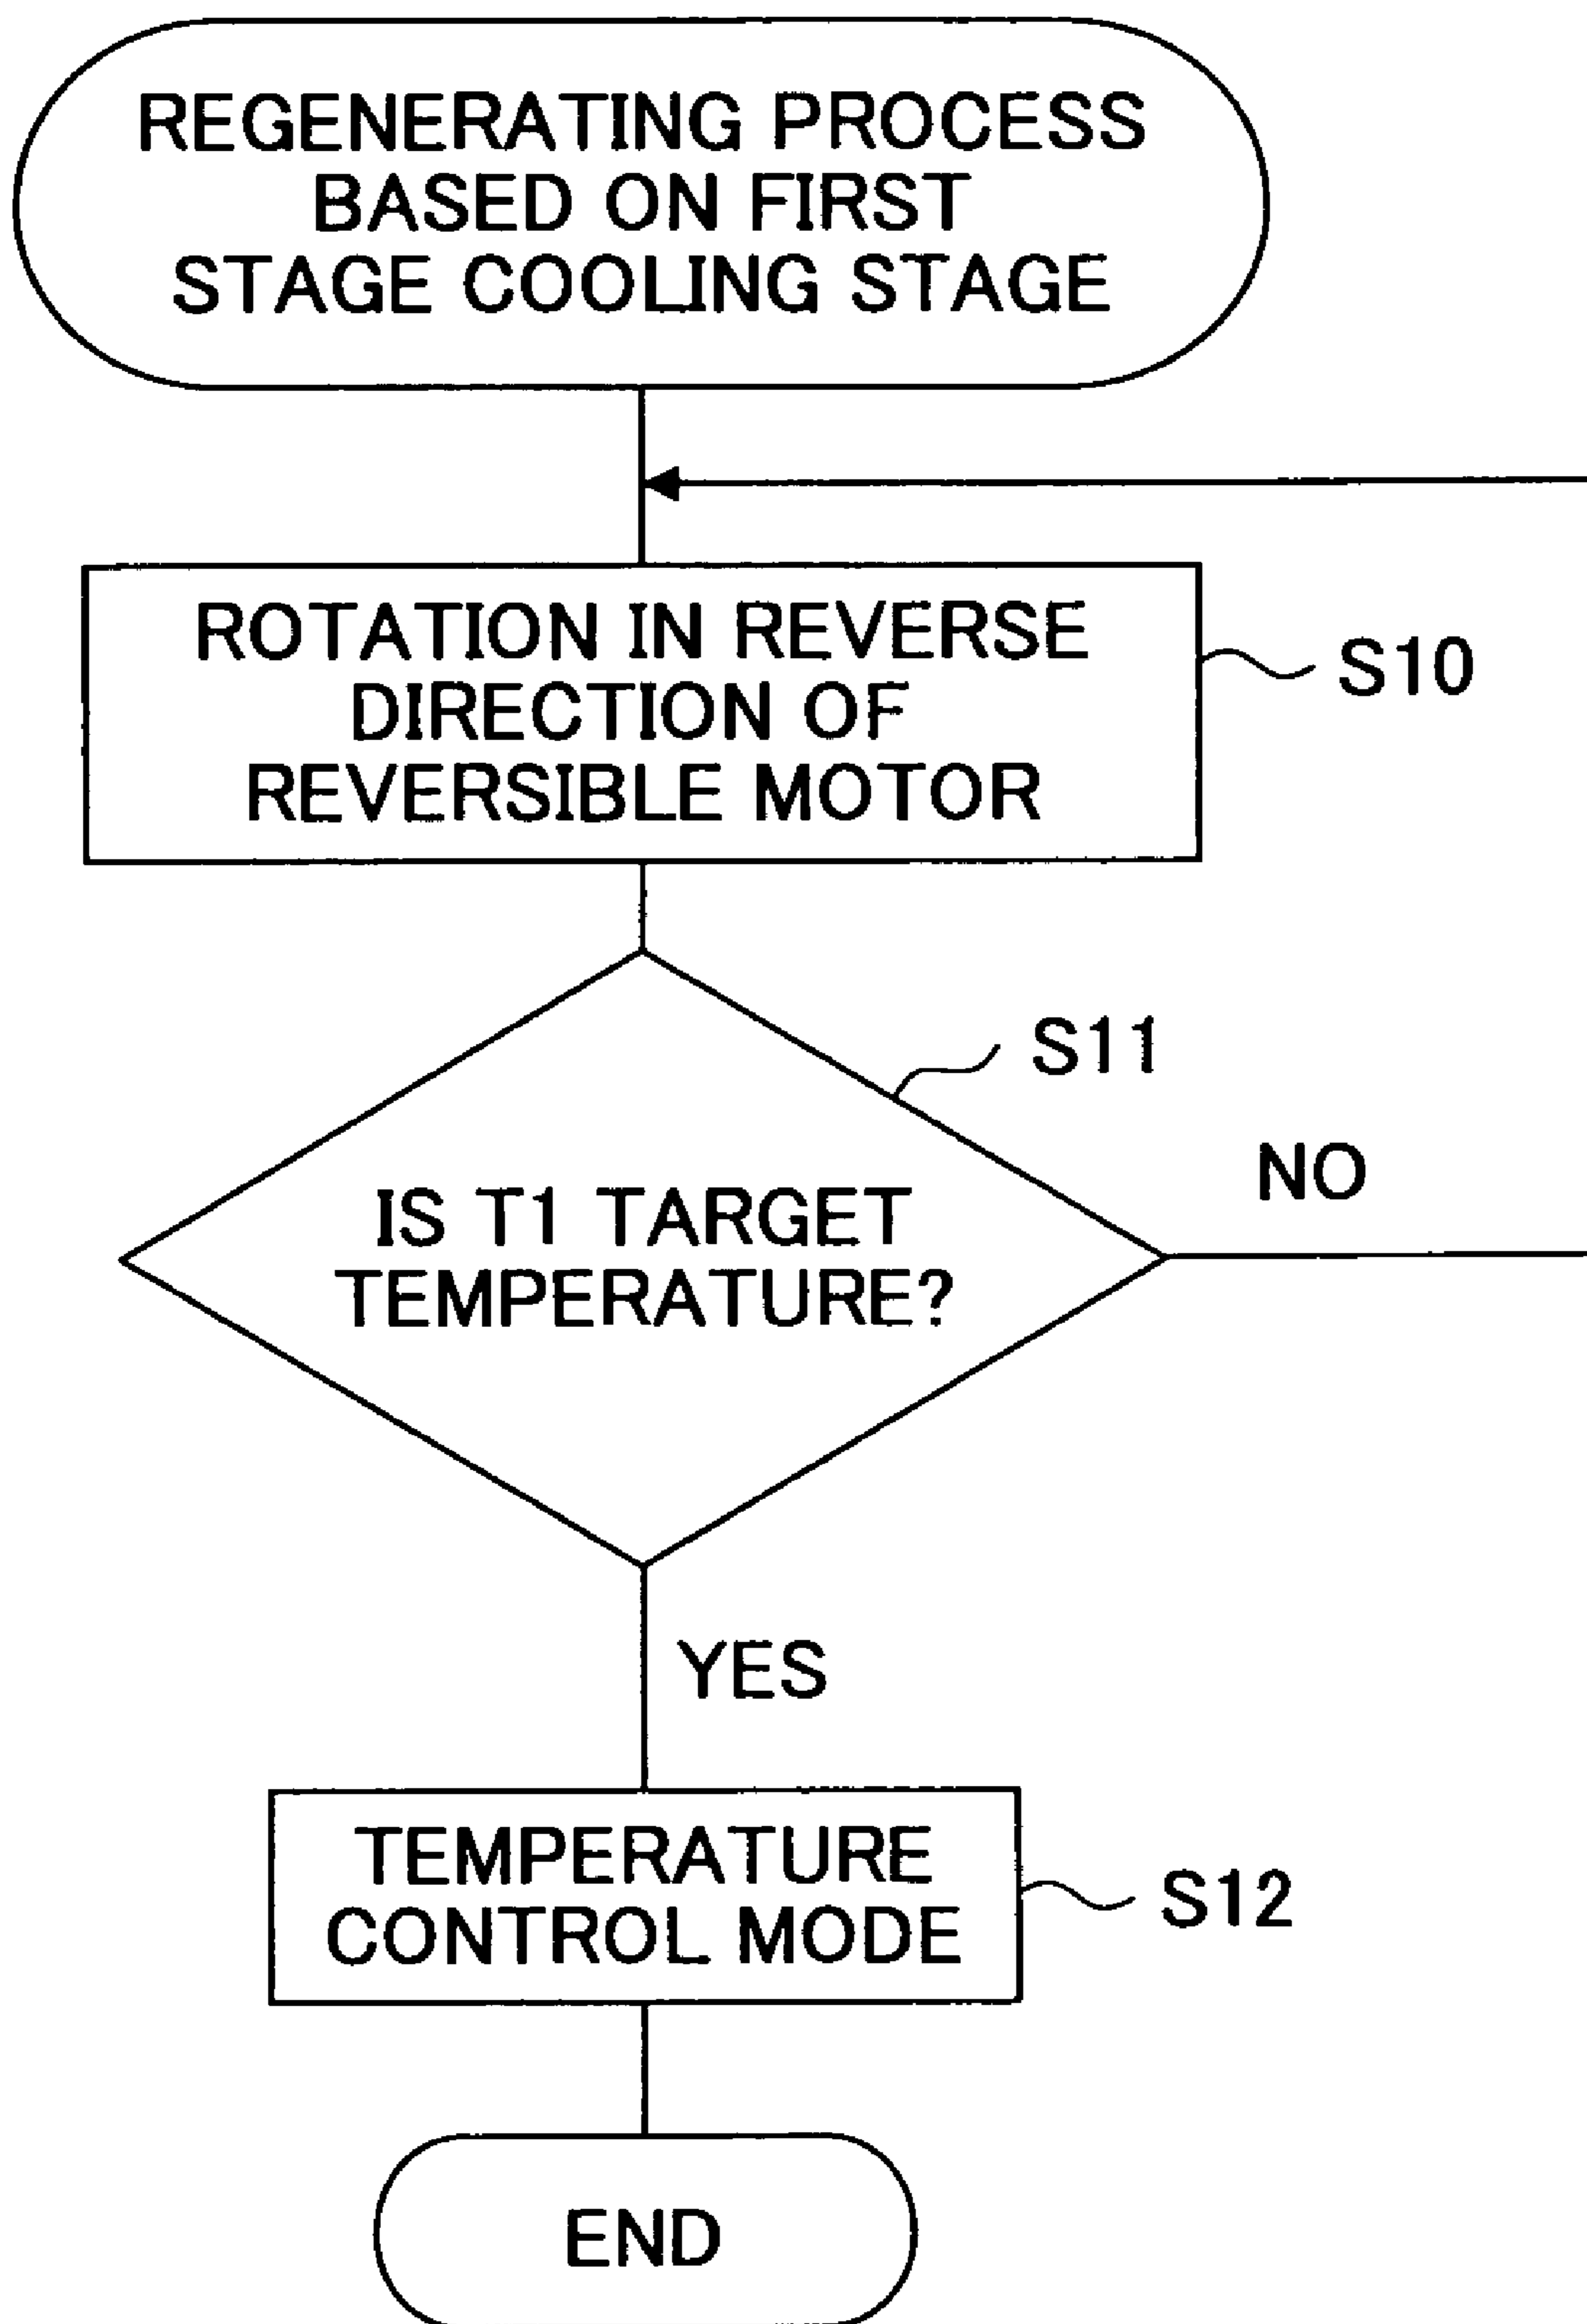 REGENERATING PROCESS
BASED ON FIRST
STAGE COOLING STAGE
ROTATION IN REVERSE
DIRECTION OF
REVERSIBLE MOTOR
S10
S11
IS T1 TARGET
TEMPERATURE?
NO
YES
TEMPERATURE
CONTROL MODE
S12
END